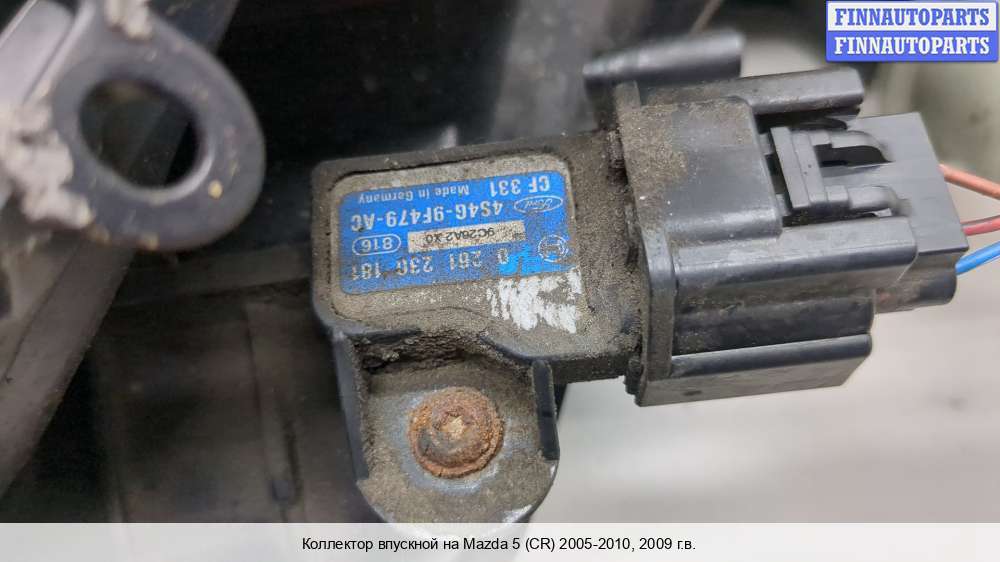 FINNAUTOPARTS
FINNAUTOPARTS
0 261 230 181
9C26A2 X0
816
4S4G-9F479-AC
Ford
CF 331 Made in Germany
Коллектор впускной на Mazda 5 (CR) 2005-2010, 2009 г.в.